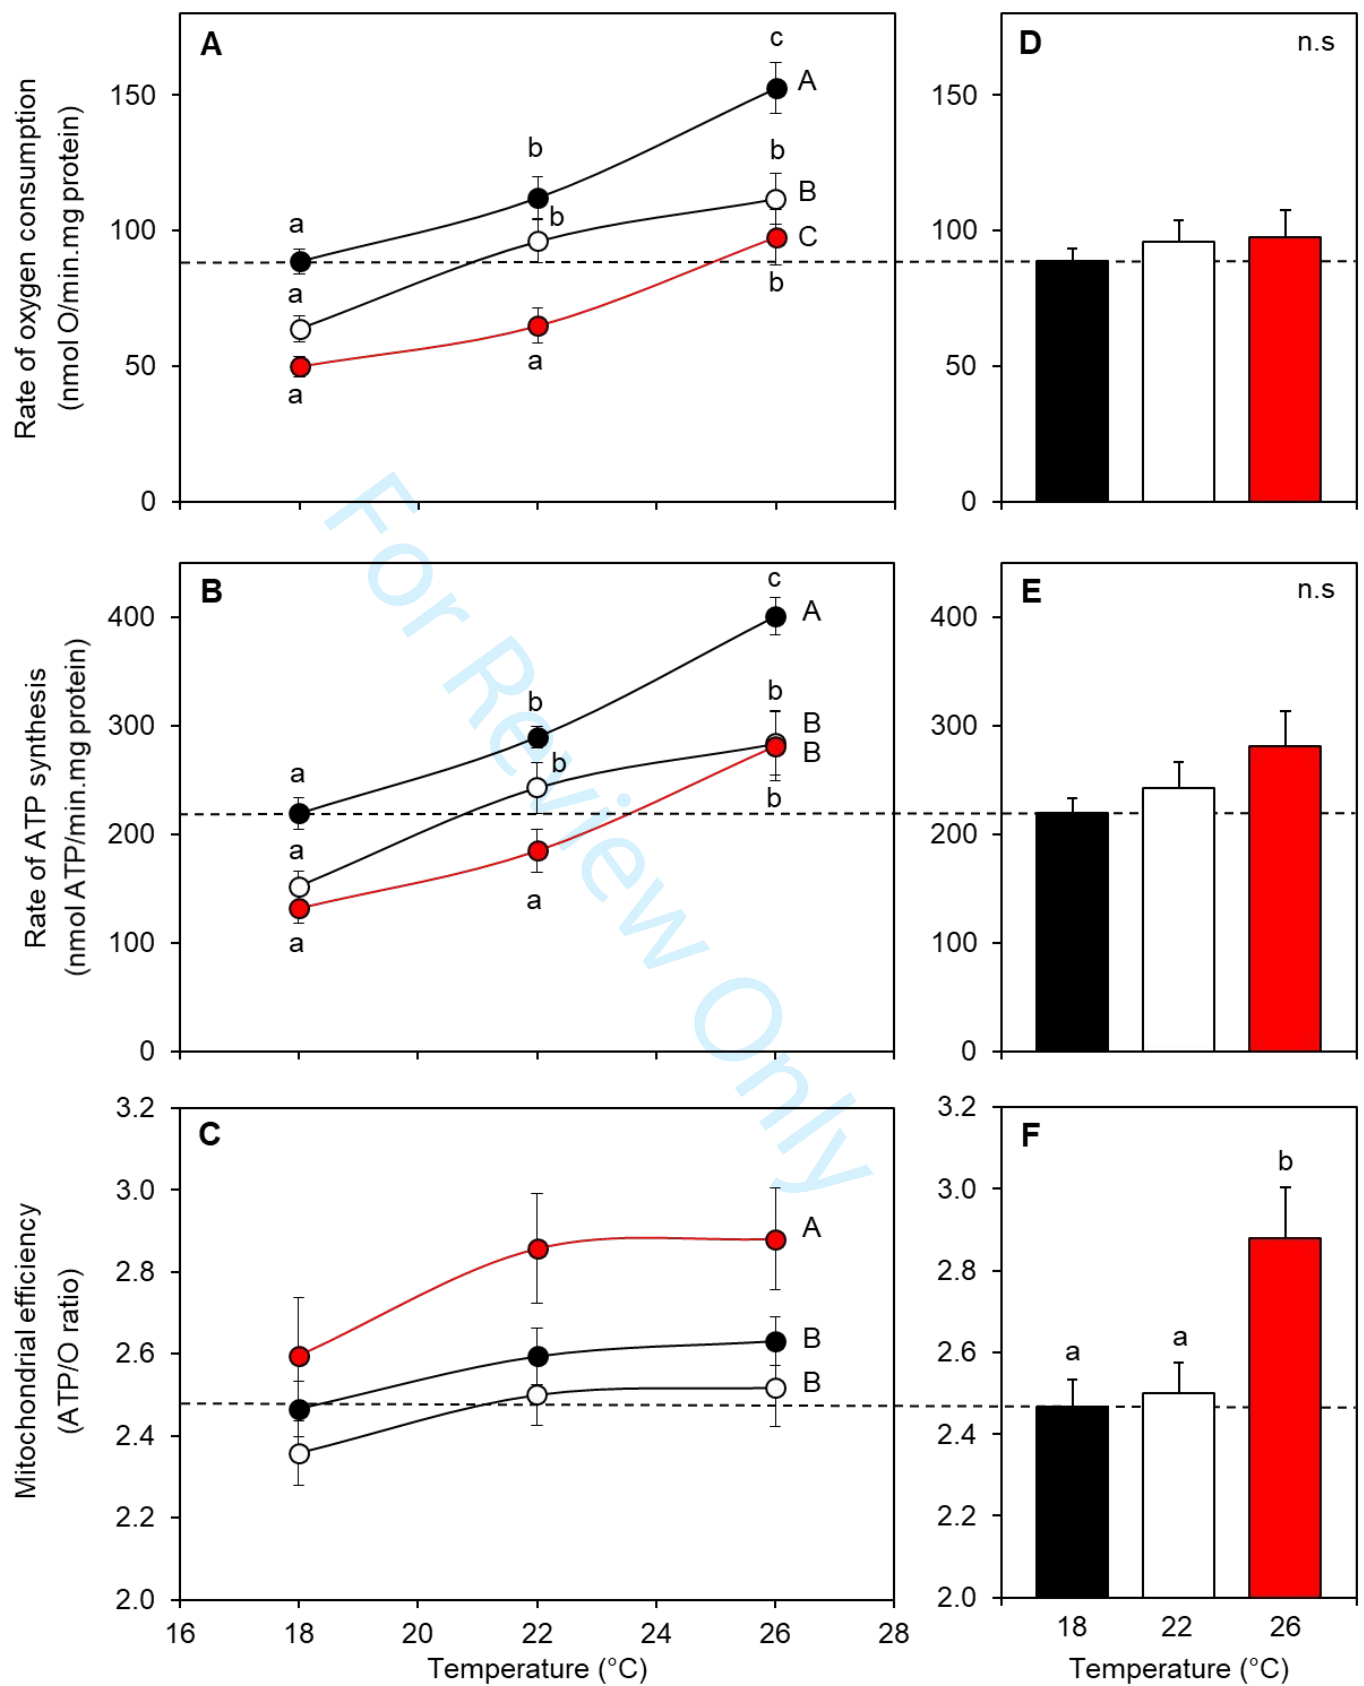 A
Rate of oxygen consumption
(nmol O/min.mg protein)
150
100
50
0
c
A
b
b
B
a
b
C
a
b
a
a
D
n.s
150
100
50
0
B
Rate of ATP synthesis
(nmol ATP/min.mg protein)
400
300
200
100
0
c
A
b
b
B
a
b
B
b
a
a
a
E
n.s
400
300
200
100
0
C
Mitochondrial efficiency
(ATP/O ratio)
3.2
3.0
2.8
2.6
2.4
2.2
2.0
A
B
B
16 18 20 22 24 26 28
Temperature (°C)
F
3.2
3.0
2.8
2.6
2.4
2.2
2.0
b
a
a
18 22 26
Temperature (°C)
For Review Only